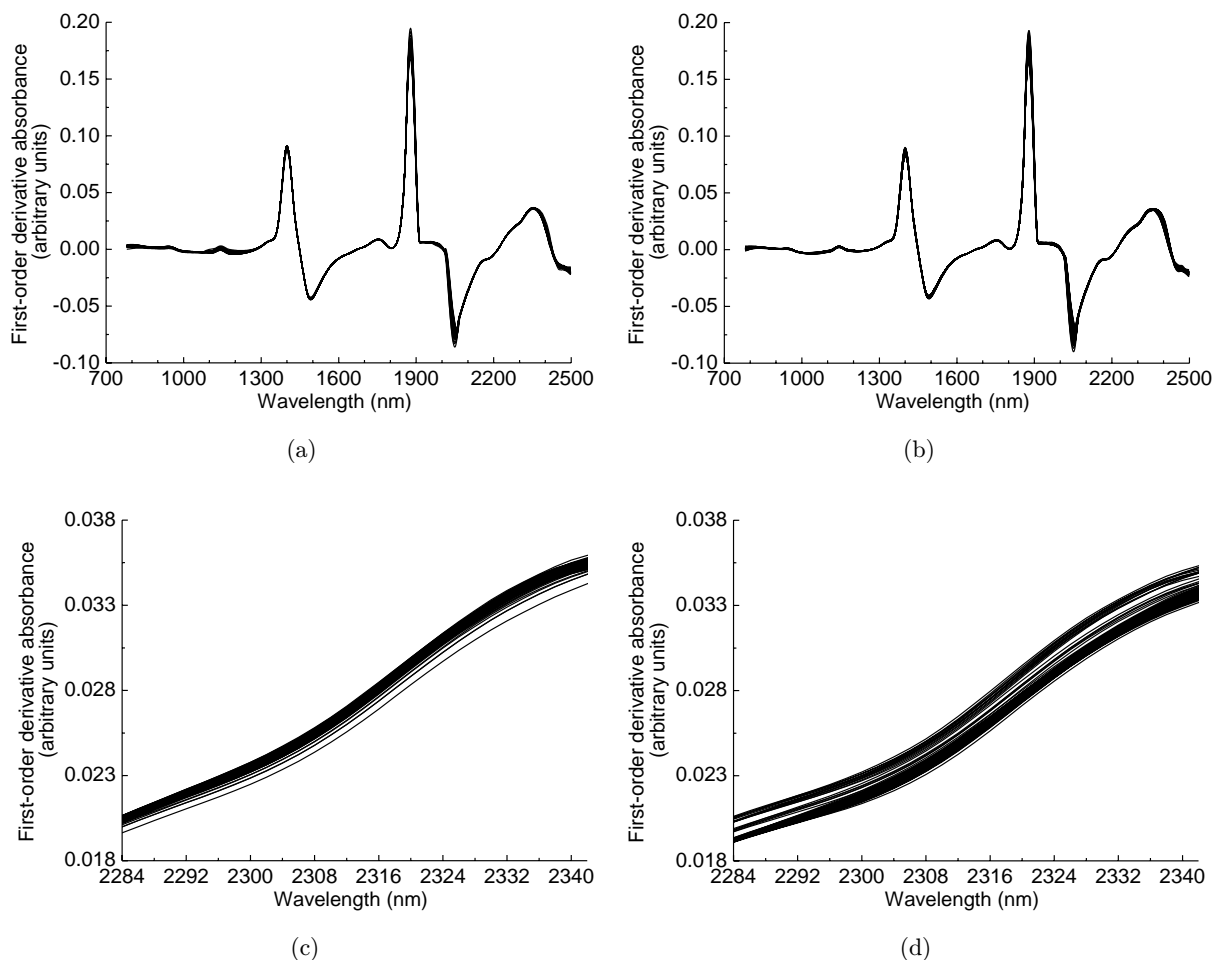 0.20
0.15
0.10
0.05
0.00
-0.05
-0.10
700 1000 1300 1600 1900 2200 2500
First-order derivative absorbance
(arbitrary units)
Wavelength (nm)
(a)
0.20
0.15
0.10
0.05
0.00
-0.05
-0.10
700 1000 1300 1600 1900 2200 2500
First-order derivative absorbance
(arbitrary units)
Wavelength (nm)
(b)
0.038
0.033
0.028
0.023
0.018
2284 2292 2300 2308 2316 2324 2332 2340
First-order derivative absorbance
(arbitrary units)
Wavelength (nm)
(c)
0.038
0.033
0.028
0.023
0.018
2284 2292 2300 2308 2316 2324 2332 2340
First-order derivative absorbance
(arbitrary units)
Wavelength (nm)
(d)